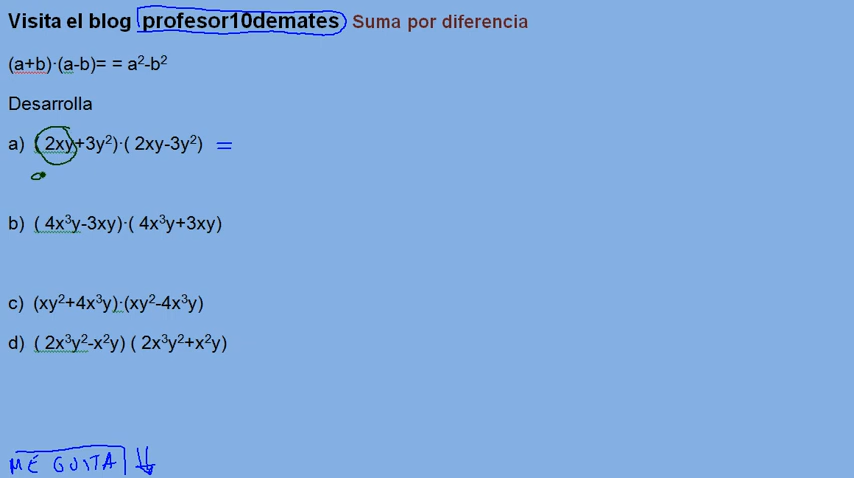 Visita el blog profesor10demates Suma por diferencia
(a+b)·(a-b)= = a²-b²
Desarrolla
a) ( 2xy+3y²)·( 2xy-3y²) =
a
b) ( 4x³y-3xy)·( 4x³y+3xy)
c) (xy²+4x³y)·(xy²-4x³y)
d) ( 2x³y²-x²y) ( 2x³y²+x²y)
ME GUSTA